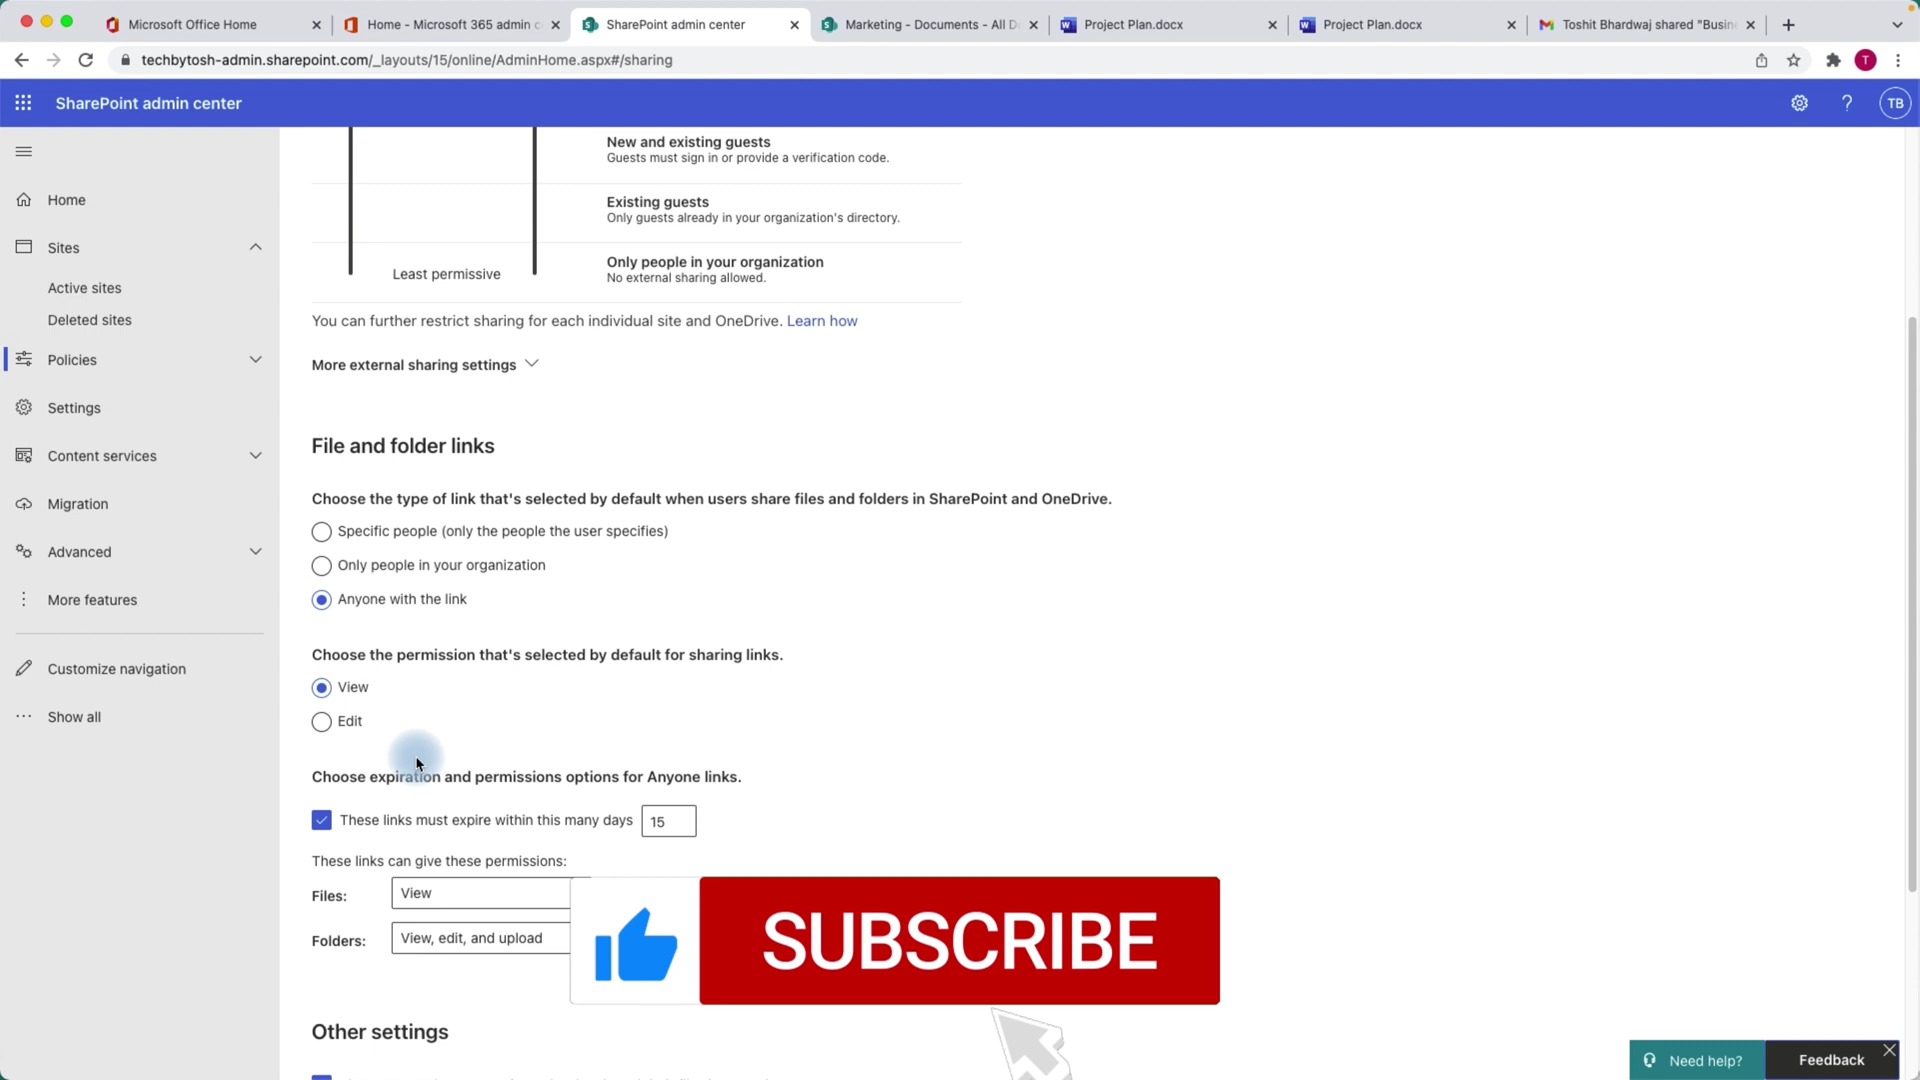 Microsoft Office Home
Home - Microsoft 365 admin c
SharePoint admin center
Marketing - Documents - All D
Project Plan.docx
Project Plan.docx
Toshit Bhardwaj shared "Busin
techbytosh-admin.sharepoint.com/_layouts/15/online/AdminHome.aspx#/sharing
T
SharePoint admin center
?
TB
Home
Sites
Active sites
Deleted sites
Policies
Settings
Content services
Migration
Advanced
More features
Customize navigation
Show all
New and existing guests
Guests must sign in or provide a verification code.
Existing guests
Only guests already in your organization's directory.
Only people in your organization
No external sharing allowed.
Least permissive
You can further restrict sharing for each individual site and OneDrive. Learn how
More external sharing settings
File and folder links
Choose the type of link that's selected by default when users share files and folders in SharePoint and OneDrive.
Specific people (only the people the user specifies)
Only people in your organization
Anyone with the link
Choose the permission that's selected by default for sharing links.
View
Edit
Choose expiration and permissions options for Anyone links.
These links must expire within this many days 15
These links can give these permissions:
Files: View
Folders: View, edit, and upload
SUBSCRIBE
Other settings
Need help?
Feedback